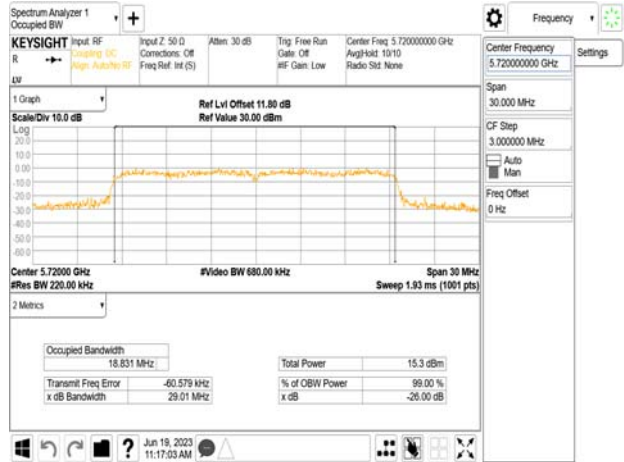 Spectrum Analyzer 1
Occupied BW
Frequency
KEYSIGHT
R
Input: RF
Coupling: DC
Align: Auto/No RF
Input Z: 50 Ω
Corrections: Off
Freq Ref: Int (S)
Atten: 30 dB
Trig: Free Run
Gate: Off
#IF Gain: Low
Center Freq: 5.720000000 GHz
Avg|Hold: 10/10
Radio Std: None
Center Frequency
5.720000000 GHz
Settings
Span
30.000 MHz
CF Step
3.000000 MHz
Auto
Man
Freq Offset
0 Hz
1 Graph
Ref Lvl Offset 11.80 dB
Scale/Div 10.0 dB
Ref Value 30.00 dBm
Log
20.0
10.0
0.00
-10.0
-20.0
-30.0
-40.0
-50.0
-60.0
Center 5.72000 GHz
#Video BW 680.00 kHz
Span 30 MHz
#Res BW 220.00 kHz
Sweep 1.93 ms (1001 pts)
2 Metrics
Occupied Bandwidth
18.831 MHz
Total Power
15.3 dBm
Transmit Freq Error
-60.579 kHz
% of OBW Power
99.00 %
x dB Bandwidth
29.01 MHz
x dB
-26.00 dB
?
Jun 19, 2023
11:17:03 AM